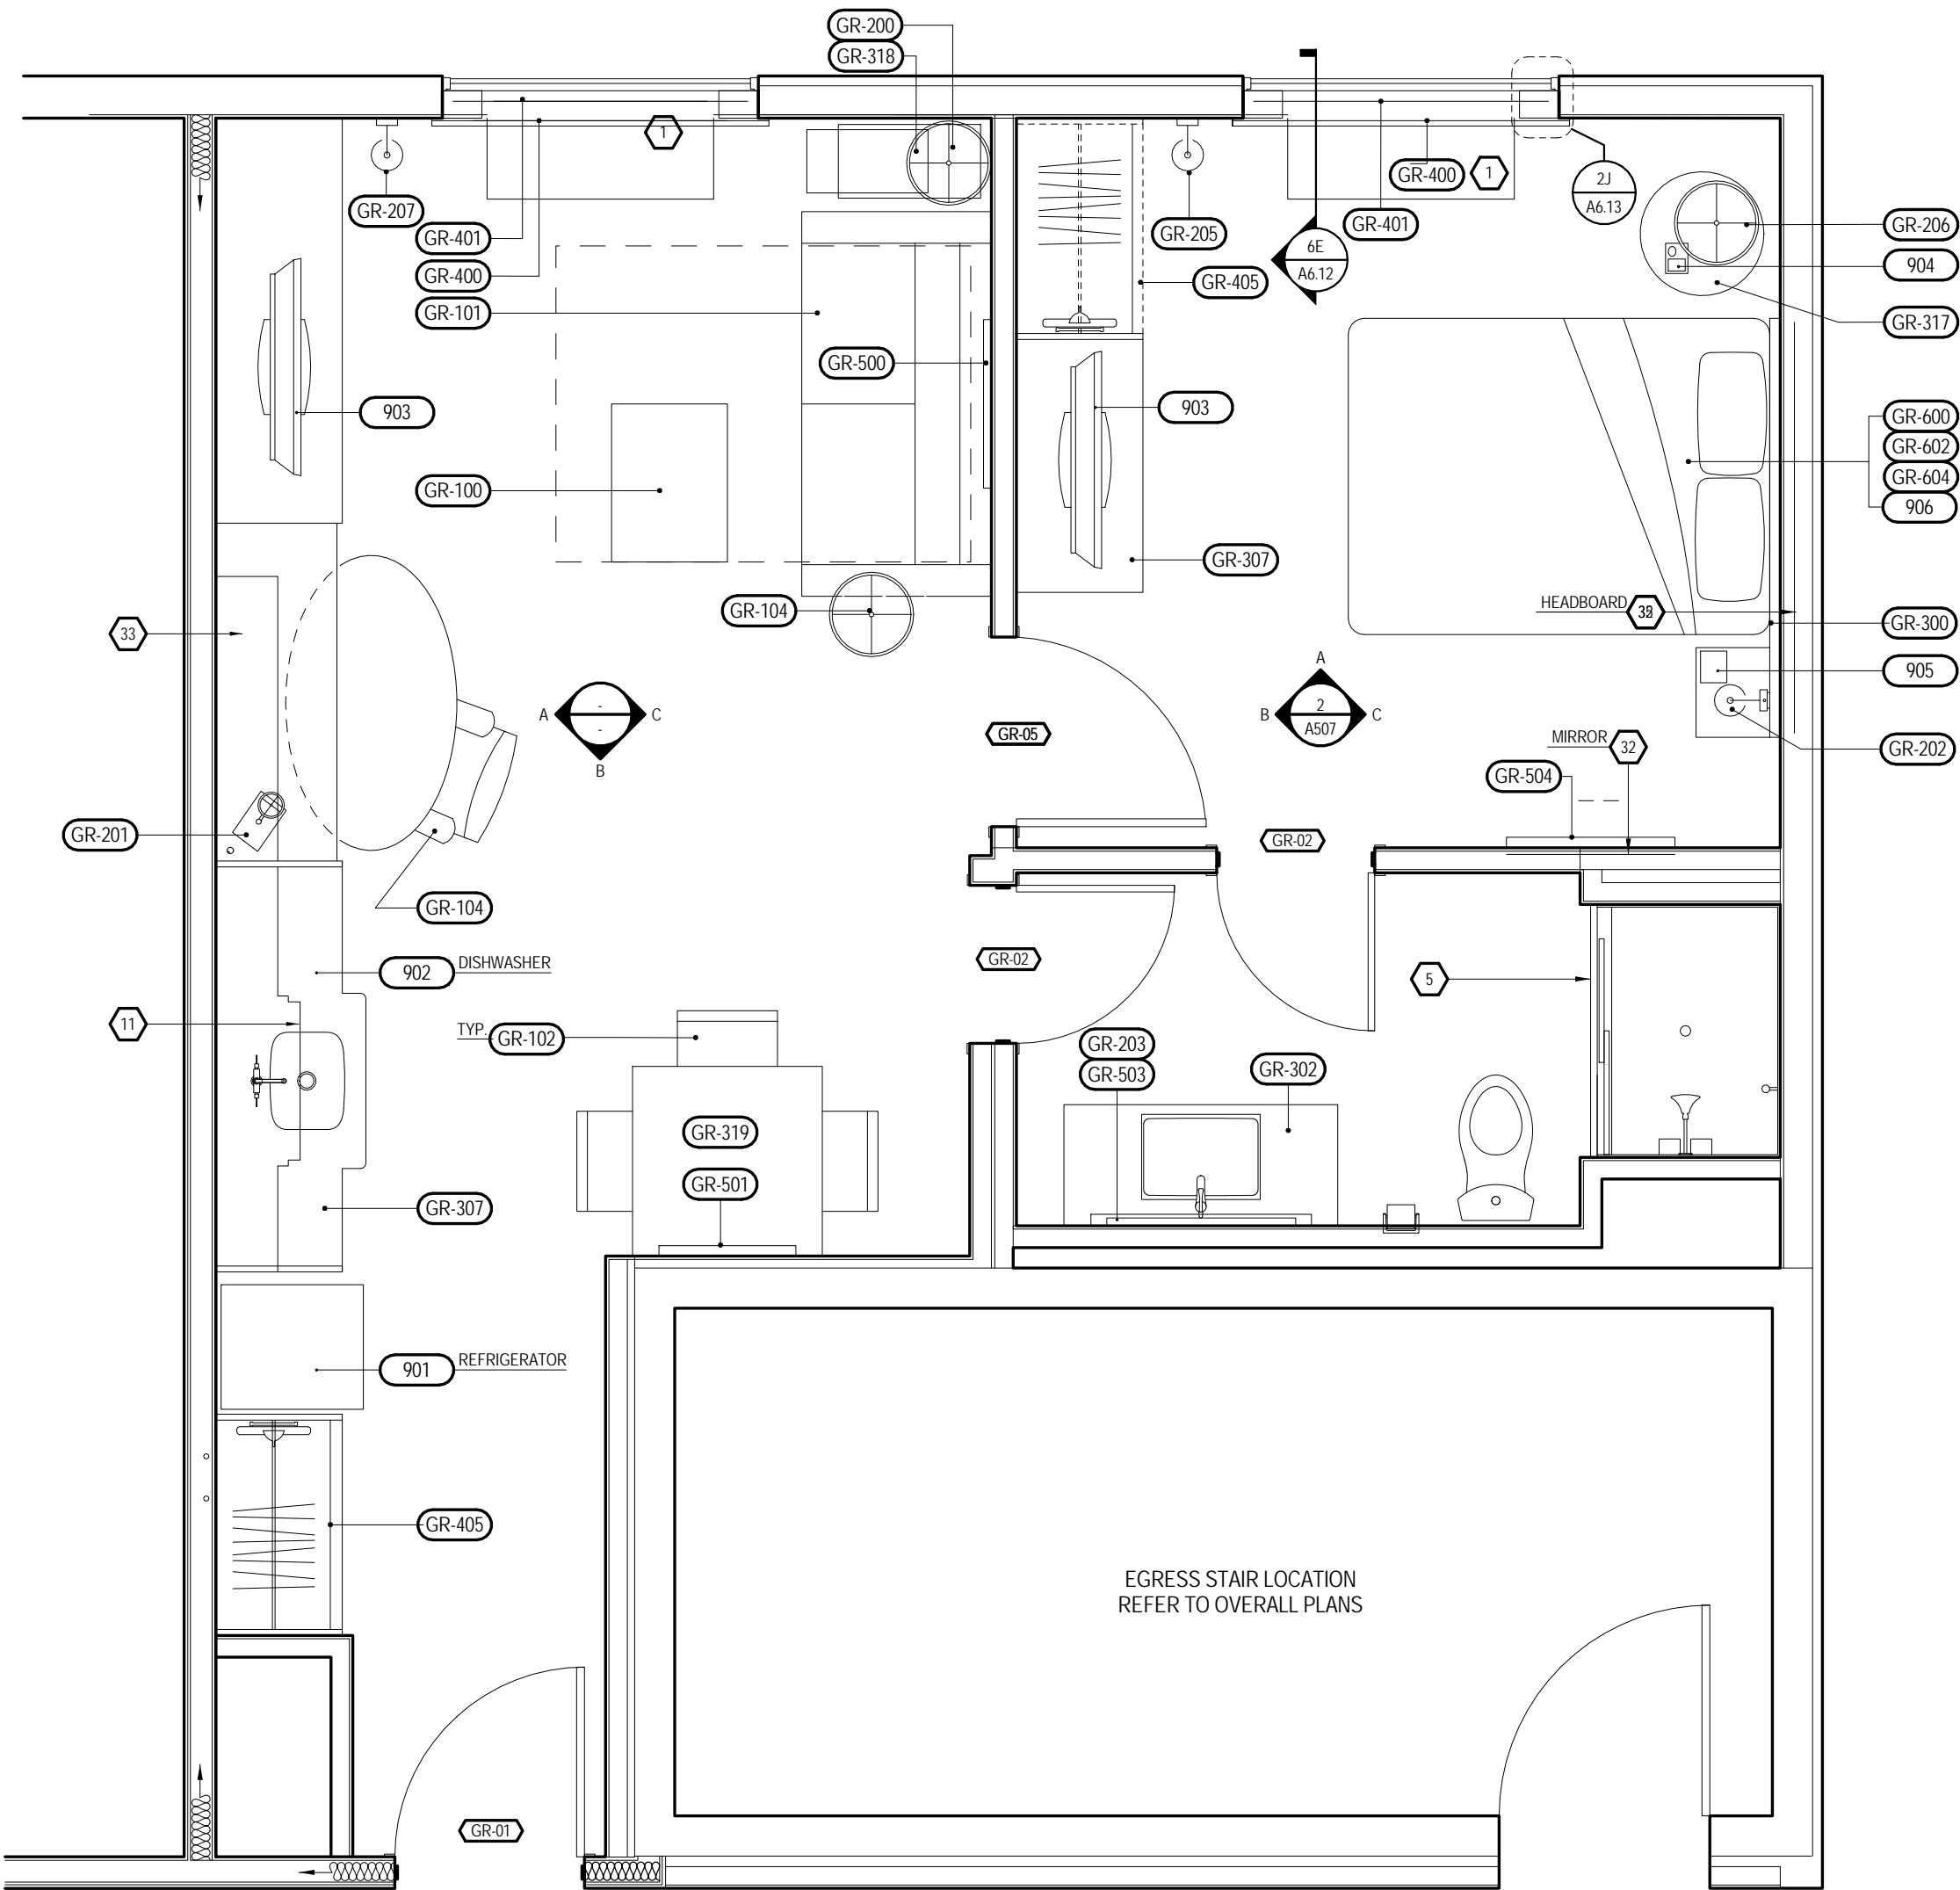 GR-200
GR-318
1
GR-207
GR-401
GR-400
GR-101
GR-500
903
GR-100
GR-104
33
A
-
-
C
B
GR-201
GR-104
902 DISHWASHER
11
TYP. GR-102
GR-319
GR-501
GR-307
901 REFRIGERATOR
GR-405
GR-01
GR-400
1
2J
A6.13
GR-205
GR-401
6E
A6.12
GR-405
GR-206
904
GR-317
903
GR-600
GR-602
GR-604
906
GR-307
HEADBOARD
GR-300
905
GR-202
A
B
2
A507
C
GR-05
MIRROR 32
GR-504
GR-02
GR-02
5
GR-203
GR-503
GR-302
EGRESS STAIR LOCATION
REFER TO OVERALL PLANS